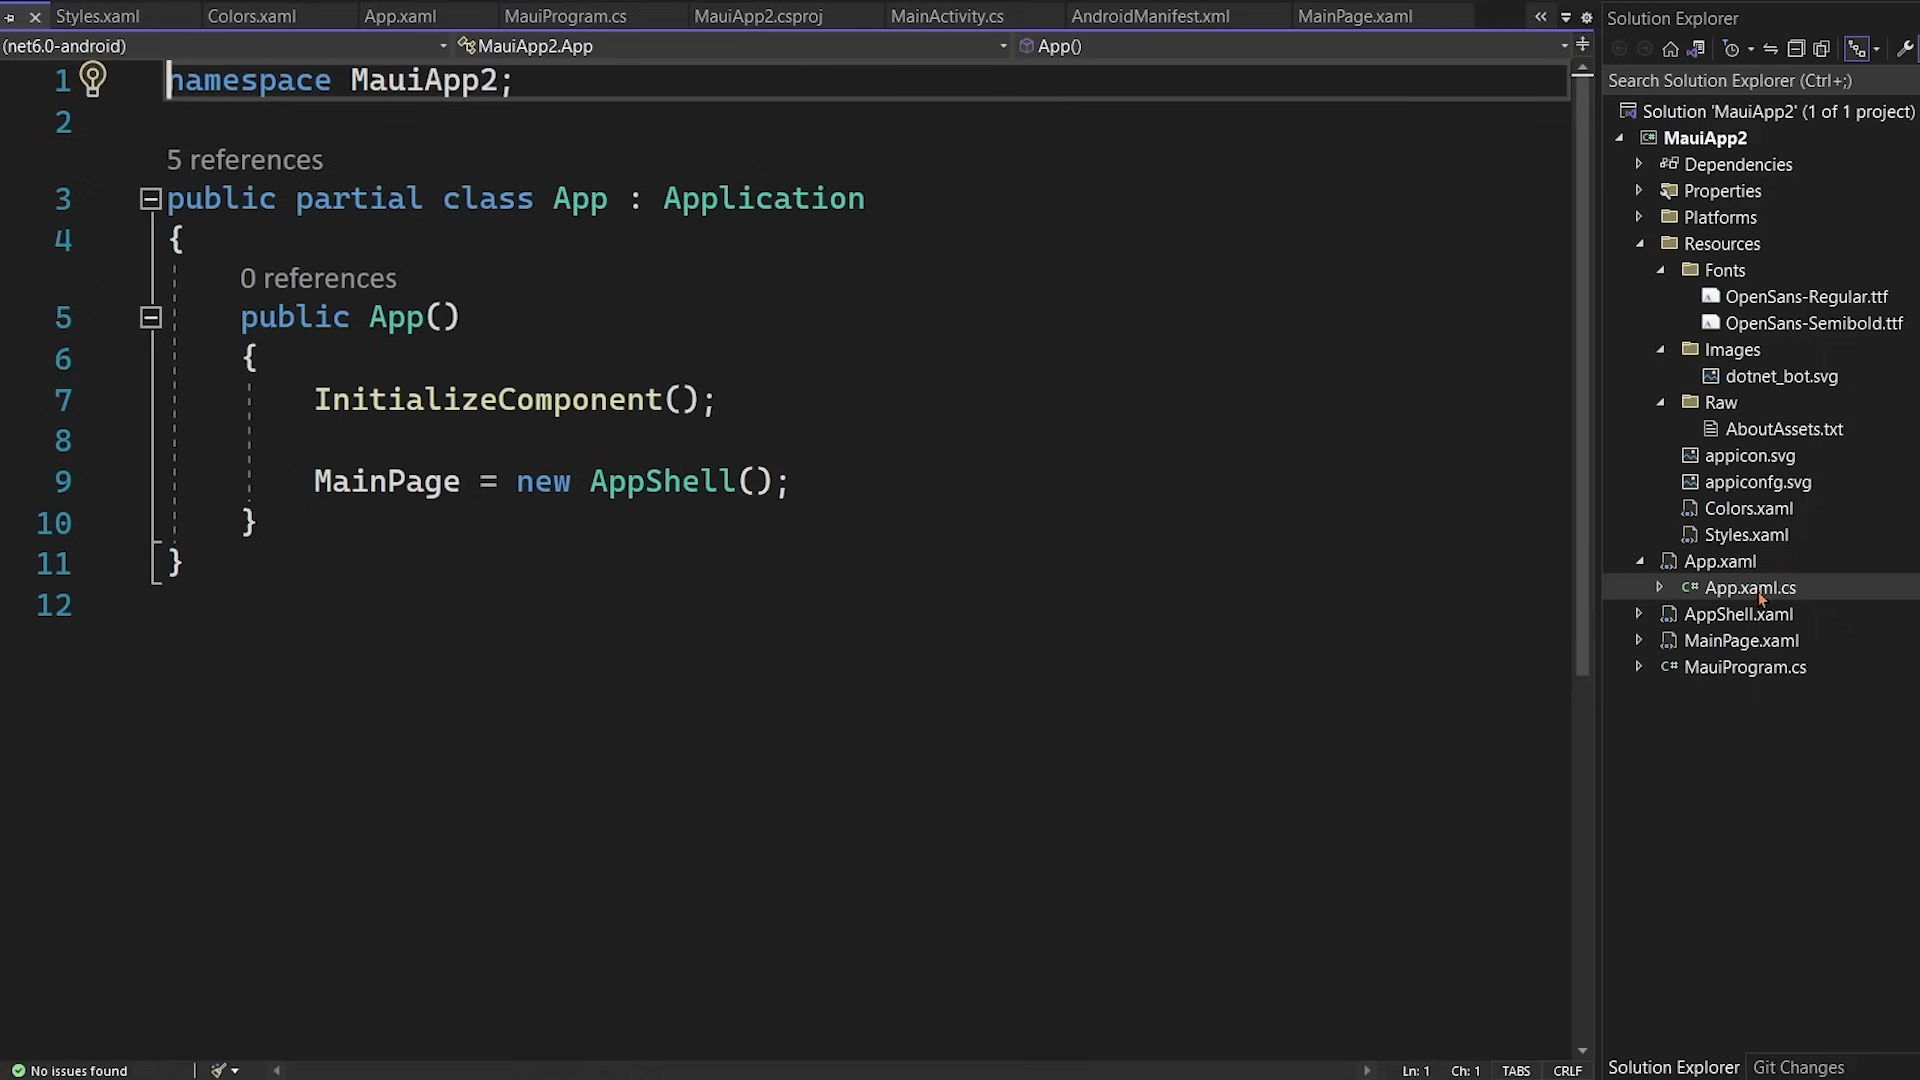 Styles.xaml Colors.xaml App.xaml MauiProgram.cs MauiApp2.csproj MainActivity.cs AndroidManifest.xml MainPage.xaml
(net6.0-android) MauiApp2.App App()
1 namespace MauiApp2;
2
5 references
3 public partial class App : Application
4 {
0 references
5 public App()
6 {
7 InitializeComponent();
8
9 MainPage = new AppShell();
10 }
11 }
12
No issues found Ln: 1 Ch: 1 TABS CRLF
Solution Explorer
Search Solution Explorer (Ctrl+;)
Solution 'MauiApp2' (1 of 1 project)
C# MauiApp2
Dependencies
Properties
Platforms
Resources
Fonts
OpenSans-Regular.ttf
OpenSans-Semibold.ttf
Images
dotnet_bot.svg
Raw
AboutAssets.txt
appicon.svg
appiconfg.svg
Colors.xaml
Styles.xaml
App.xaml
C# App.xaml.cs
AppShell.xaml
MainPage.xaml
C# MauiProgram.cs
Solution Explorer Git Changes